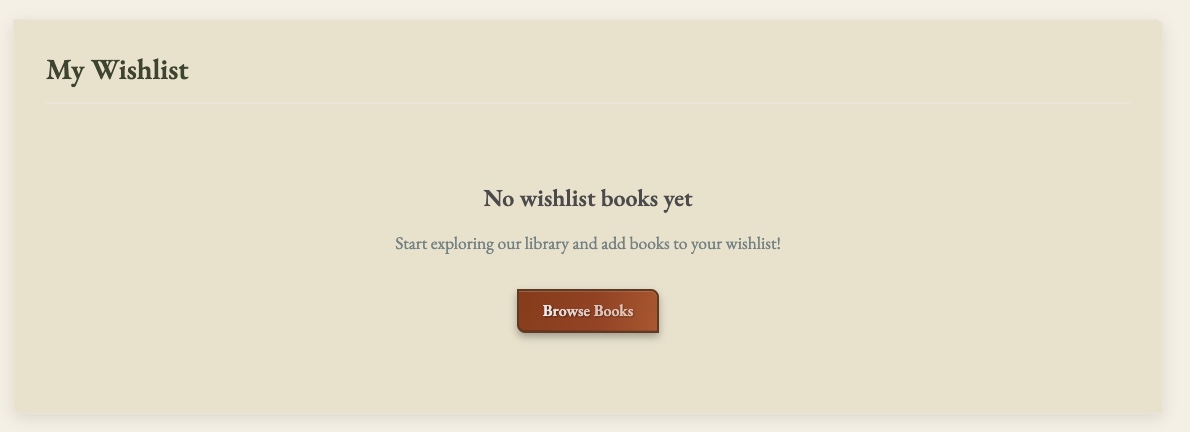 My Wishlist
No wishlist books yet
Start exploring our library and add books to your wishlist!
Browse Books